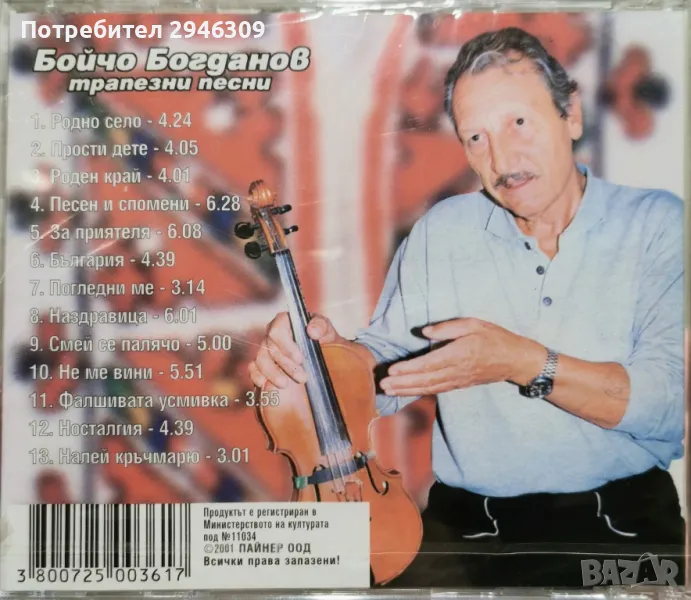 Потребител 2946309
Бойчо Богданов
трапезни песни
1. Родно село - 4.24
2. Прости дете - 4.05
3. Роден край - 4.01
4. Песен и спомени - 6.28
5. За приятеля - 6.08
6. България - 4.39
7. Погледни ме - 3.14
8. Наздравица - 6.01
9. Смей се палячо - 5.00
10. Не ме вини - 5.51
11. Фалшивата усмивка - 3.55
12. Носталгия - 4.39
13. Налей кръчмарю - 3.01
Продуктът е регистриран в
Министерството на културата
под №11034
©2001 ПАЙНЕР ООД
Всички права запазени!
3 800725 003617
BAZAR